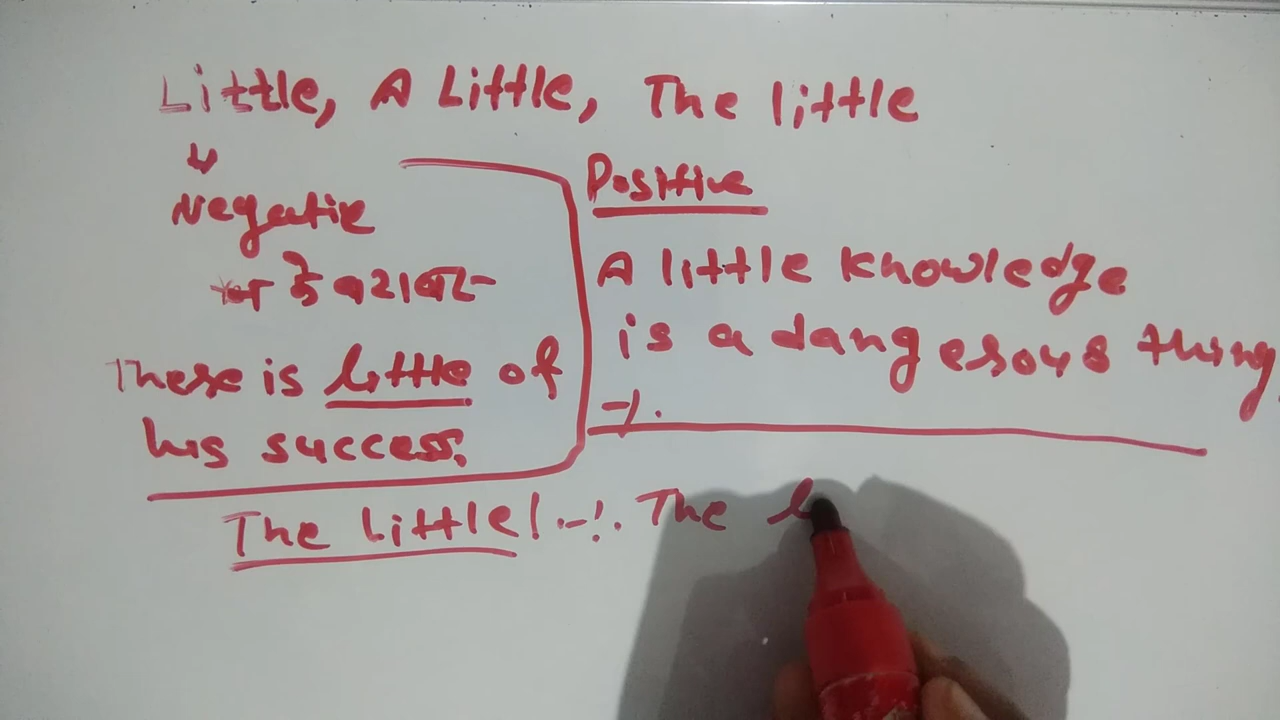 Little, A Little, The little
Negative
There is little of
his success.
Positive
A little knowledge
is a dangerous thing
The little! The l